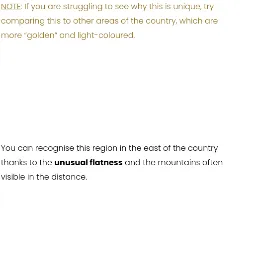 NOTE: If you are struggling to see why this is unique, try
comparing this to other areas of the country, which are
more "golden" and light-coloured.
You can recognise this region in the east of the country
thanks to the unusual flatness and the mountains often
visible in the distance.